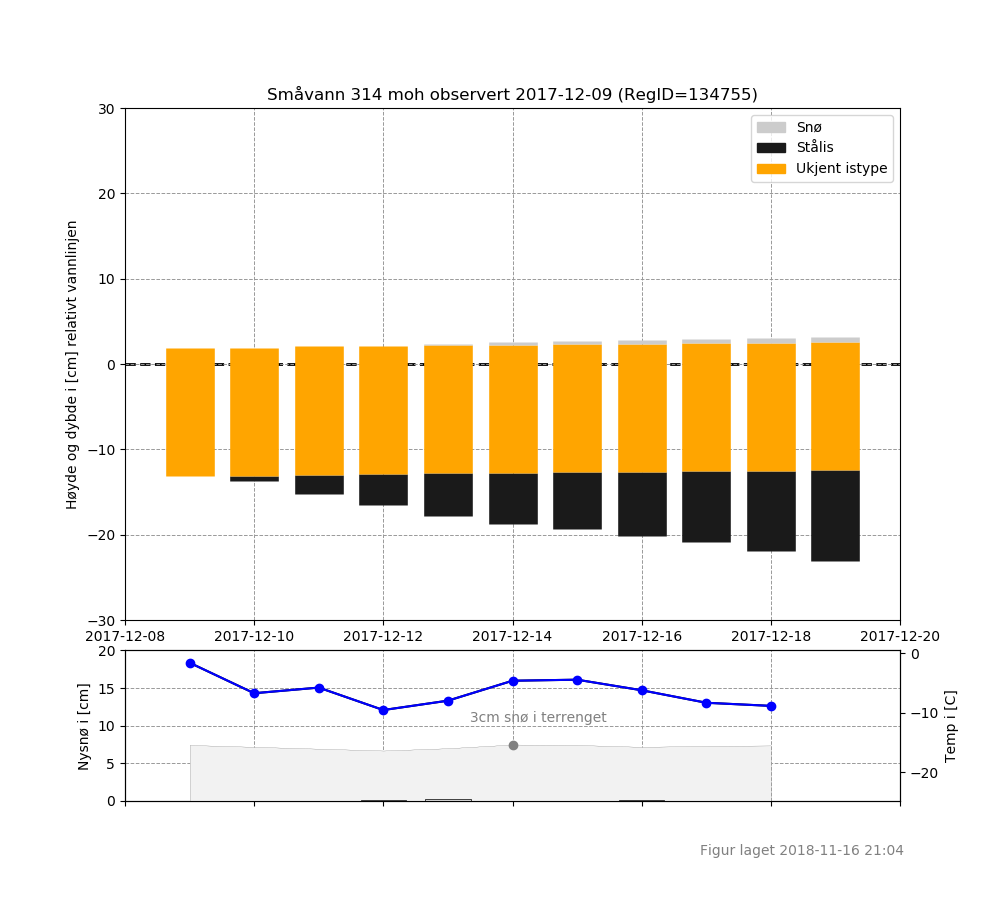 Småvann 314 moh observert 2017-12-09 (RegID=134755)
30
20
10
0
−10
−20
−30
Høyde og dybde i [cm] relativt vannlinjen
Snø
Stålis
Ukjent istype
2017-12-08
2017-12-10
2017-12-12
2017-12-14
2017-12-16
2017-12-18
2017-12-20
20
15
10
5
0
Nysnø i [cm]
3cm snø i terrenget
0
−10
−20
Temp i [C]
Figur laget 2018-11-16 21:04